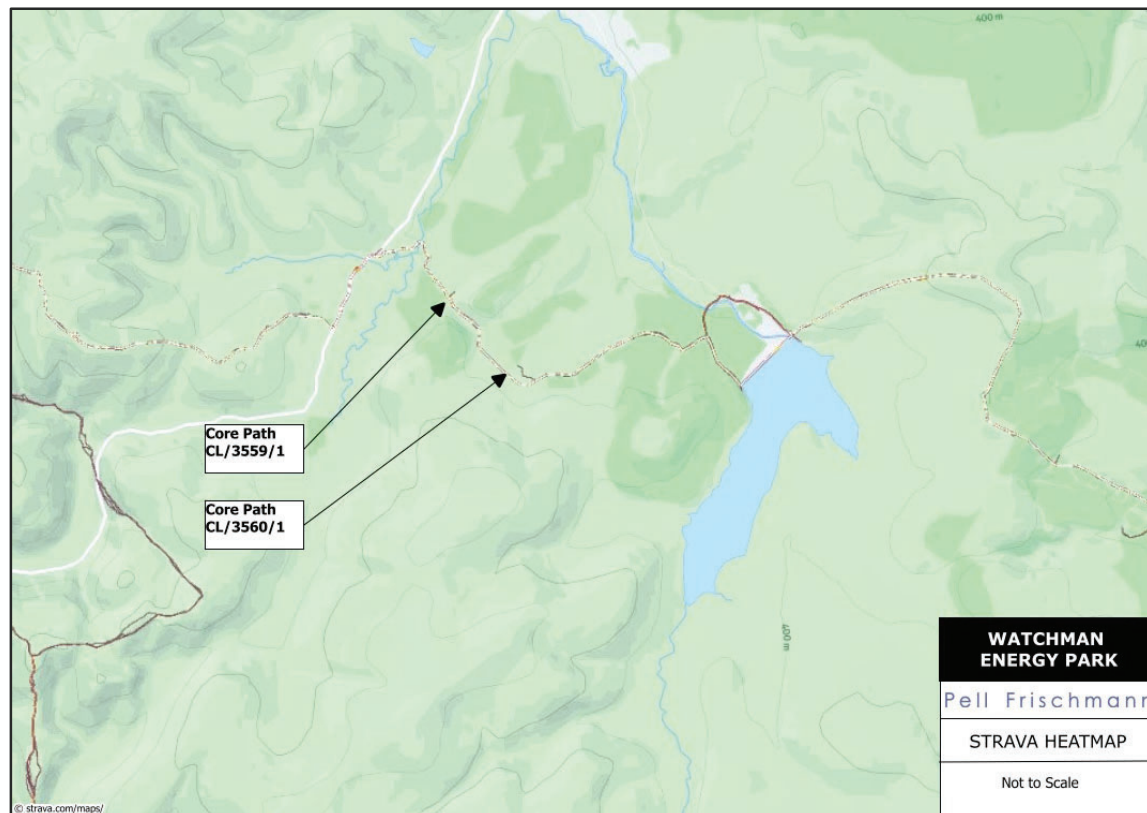 400 m
400
Core Path
CL/3559/1
Core Path
CL/3560/1
400 m
WATCHMAN
ENERGY PARK
Pell Frischmann
STRAVA HEATMAP
Not to Scale
© strava.com/maps/